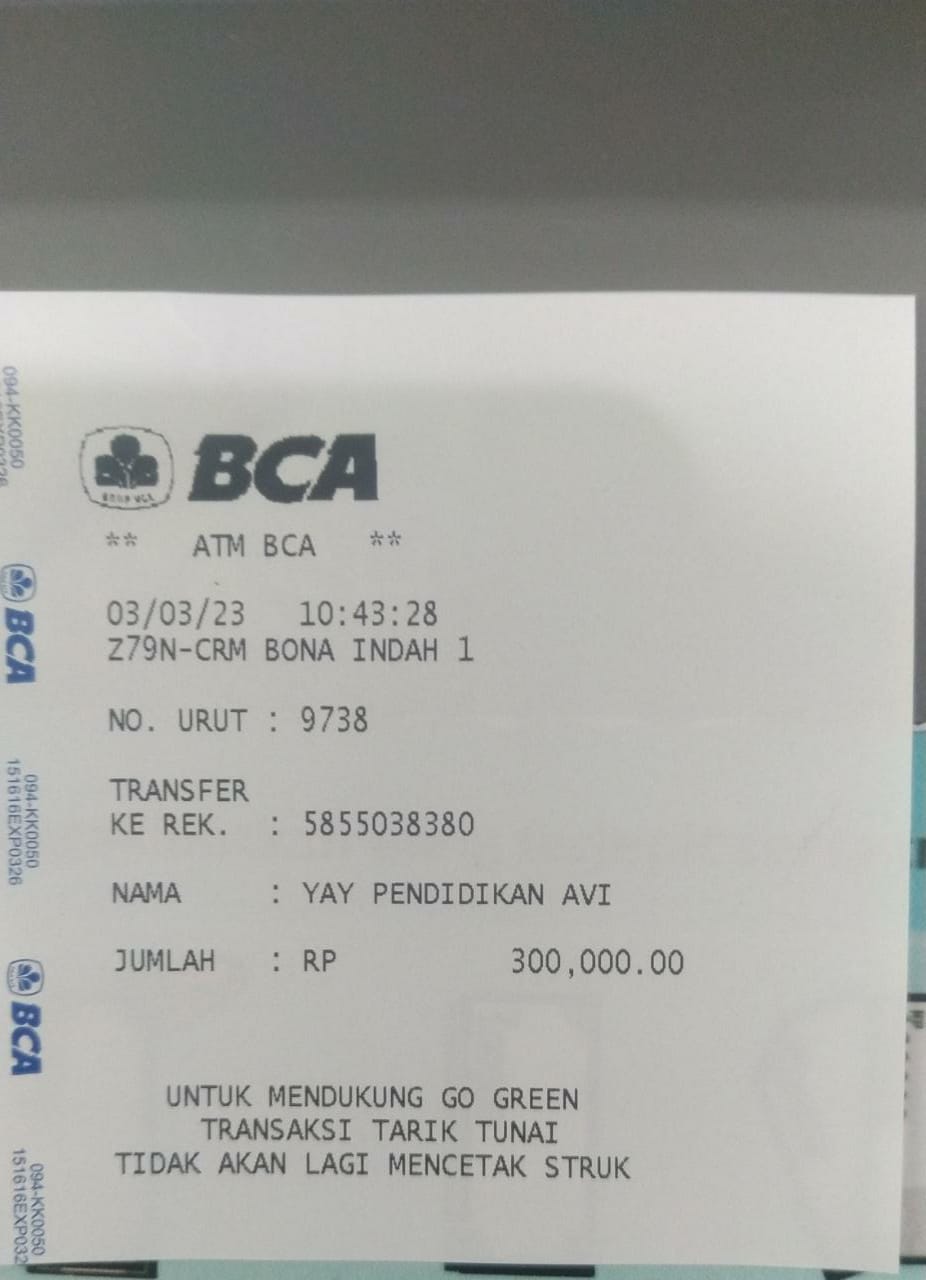 BCA
** ATM BCA **
03/03/23 10:43:28
Z79N-CRM BONA INDAH 1
NO. URUT : 9738
TRANSFER
KE REK. : 5855038380
NAMA : YAY PENDIDIKAN AVI
JUMLAH : RP 300,000.00
UNTUK MENDUKUNG GO GREEN
TRANSAKSI TARIK TUNAI
TIDAK AKAN LAGI MENCETAK STRUK
094-KK0050
BCA
094-KK0050
151616EXP0326
BCA
094-KK0050